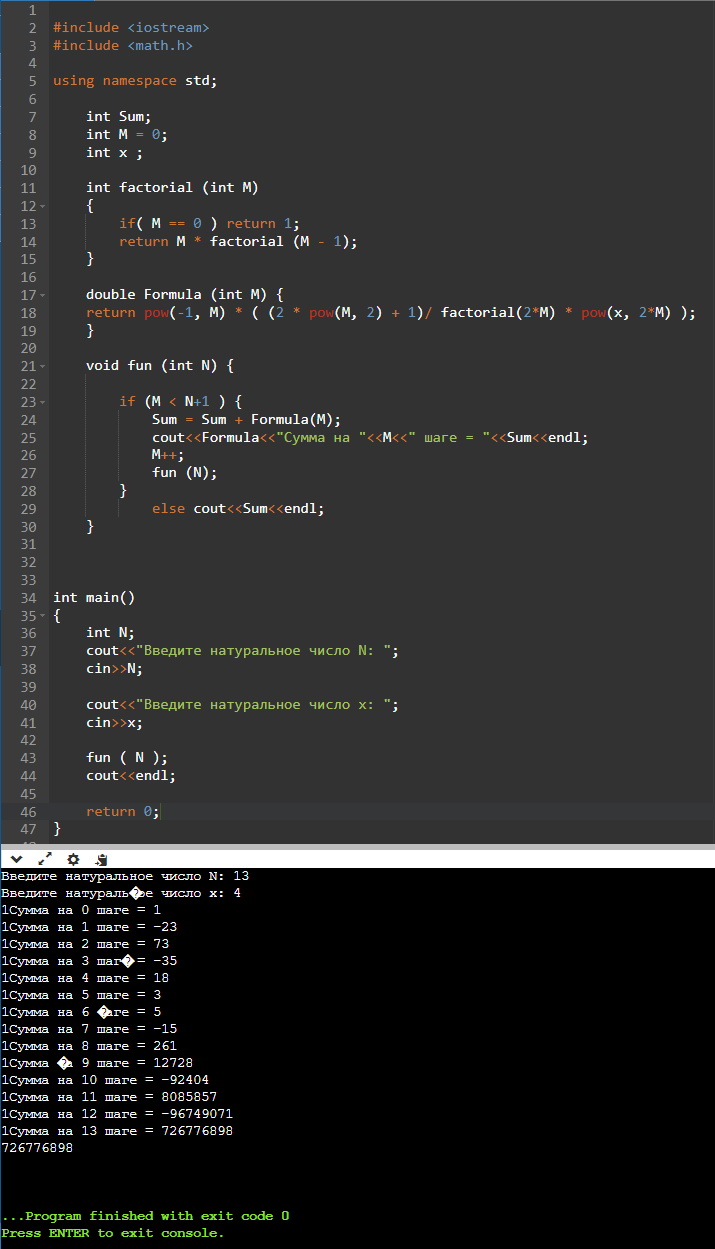 1
2 #include <iostream>
3 #include <math.h>
4
5 using namespace std;
6
7 int Sum;
8 int M = 0;
9 int x ;
10
11 int factorial (int M)
12 {
13 if( M == 0 ) return 1;
14 return M * factorial (M - 1);
15 }
16
17 double Formula (int M) {
18 return pow(-1, M) * ( (2 * pow(M, 2) + 1)/ factorial(2*M) * pow(x, 2*M) );
19 }
20
21 void fun (int N) {
22
23 if (M < N+1 ) {
24 Sum = Sum + Formula(M);
25 cout<<Formula<<"Сумма на "<<M<<" шаге = "<<Sum<<endl;
26 M++;
27 fun (N);
28 }
29 else cout<<Sum<<endl;
30 }
31
32
33
34 int main()
35 {
36 int N;
37 cout<<"Введите натуральное число N: ";
38 cin>>N;
39
40 cout<<"Введите натуральное число x: ";
41 cin>>x;
42
43 fun ( N );
44 cout<<endl;
45
46 return 0;
47 }
Введите натуральное число N: 13
Введите натураль�ое число x: 4
1Сумма на 0 шаге = 1
1Сумма на 1 шаге = -23
1Сумма на 2 шаге = 73
1Сумма на 3 шаг�= -35
1Сумма на 4 шаге = 18
1Сумма на 5 шаге = 3
1Сумма на 6 �аге = 5
1Сумма на 7 шаге = -15
1Сумма на 8 шаге = 261
1Сумма �а 9 шаге = 12728
1Сумма на 10 шаге = -92404
1Сумма на 11 шаге = 8085857
1Сумма на 12 шаге = -96749071
1Сумма на 13 шаге = 726776898
726776898
...Program finished with exit code 0
Press ENTER to exit console.